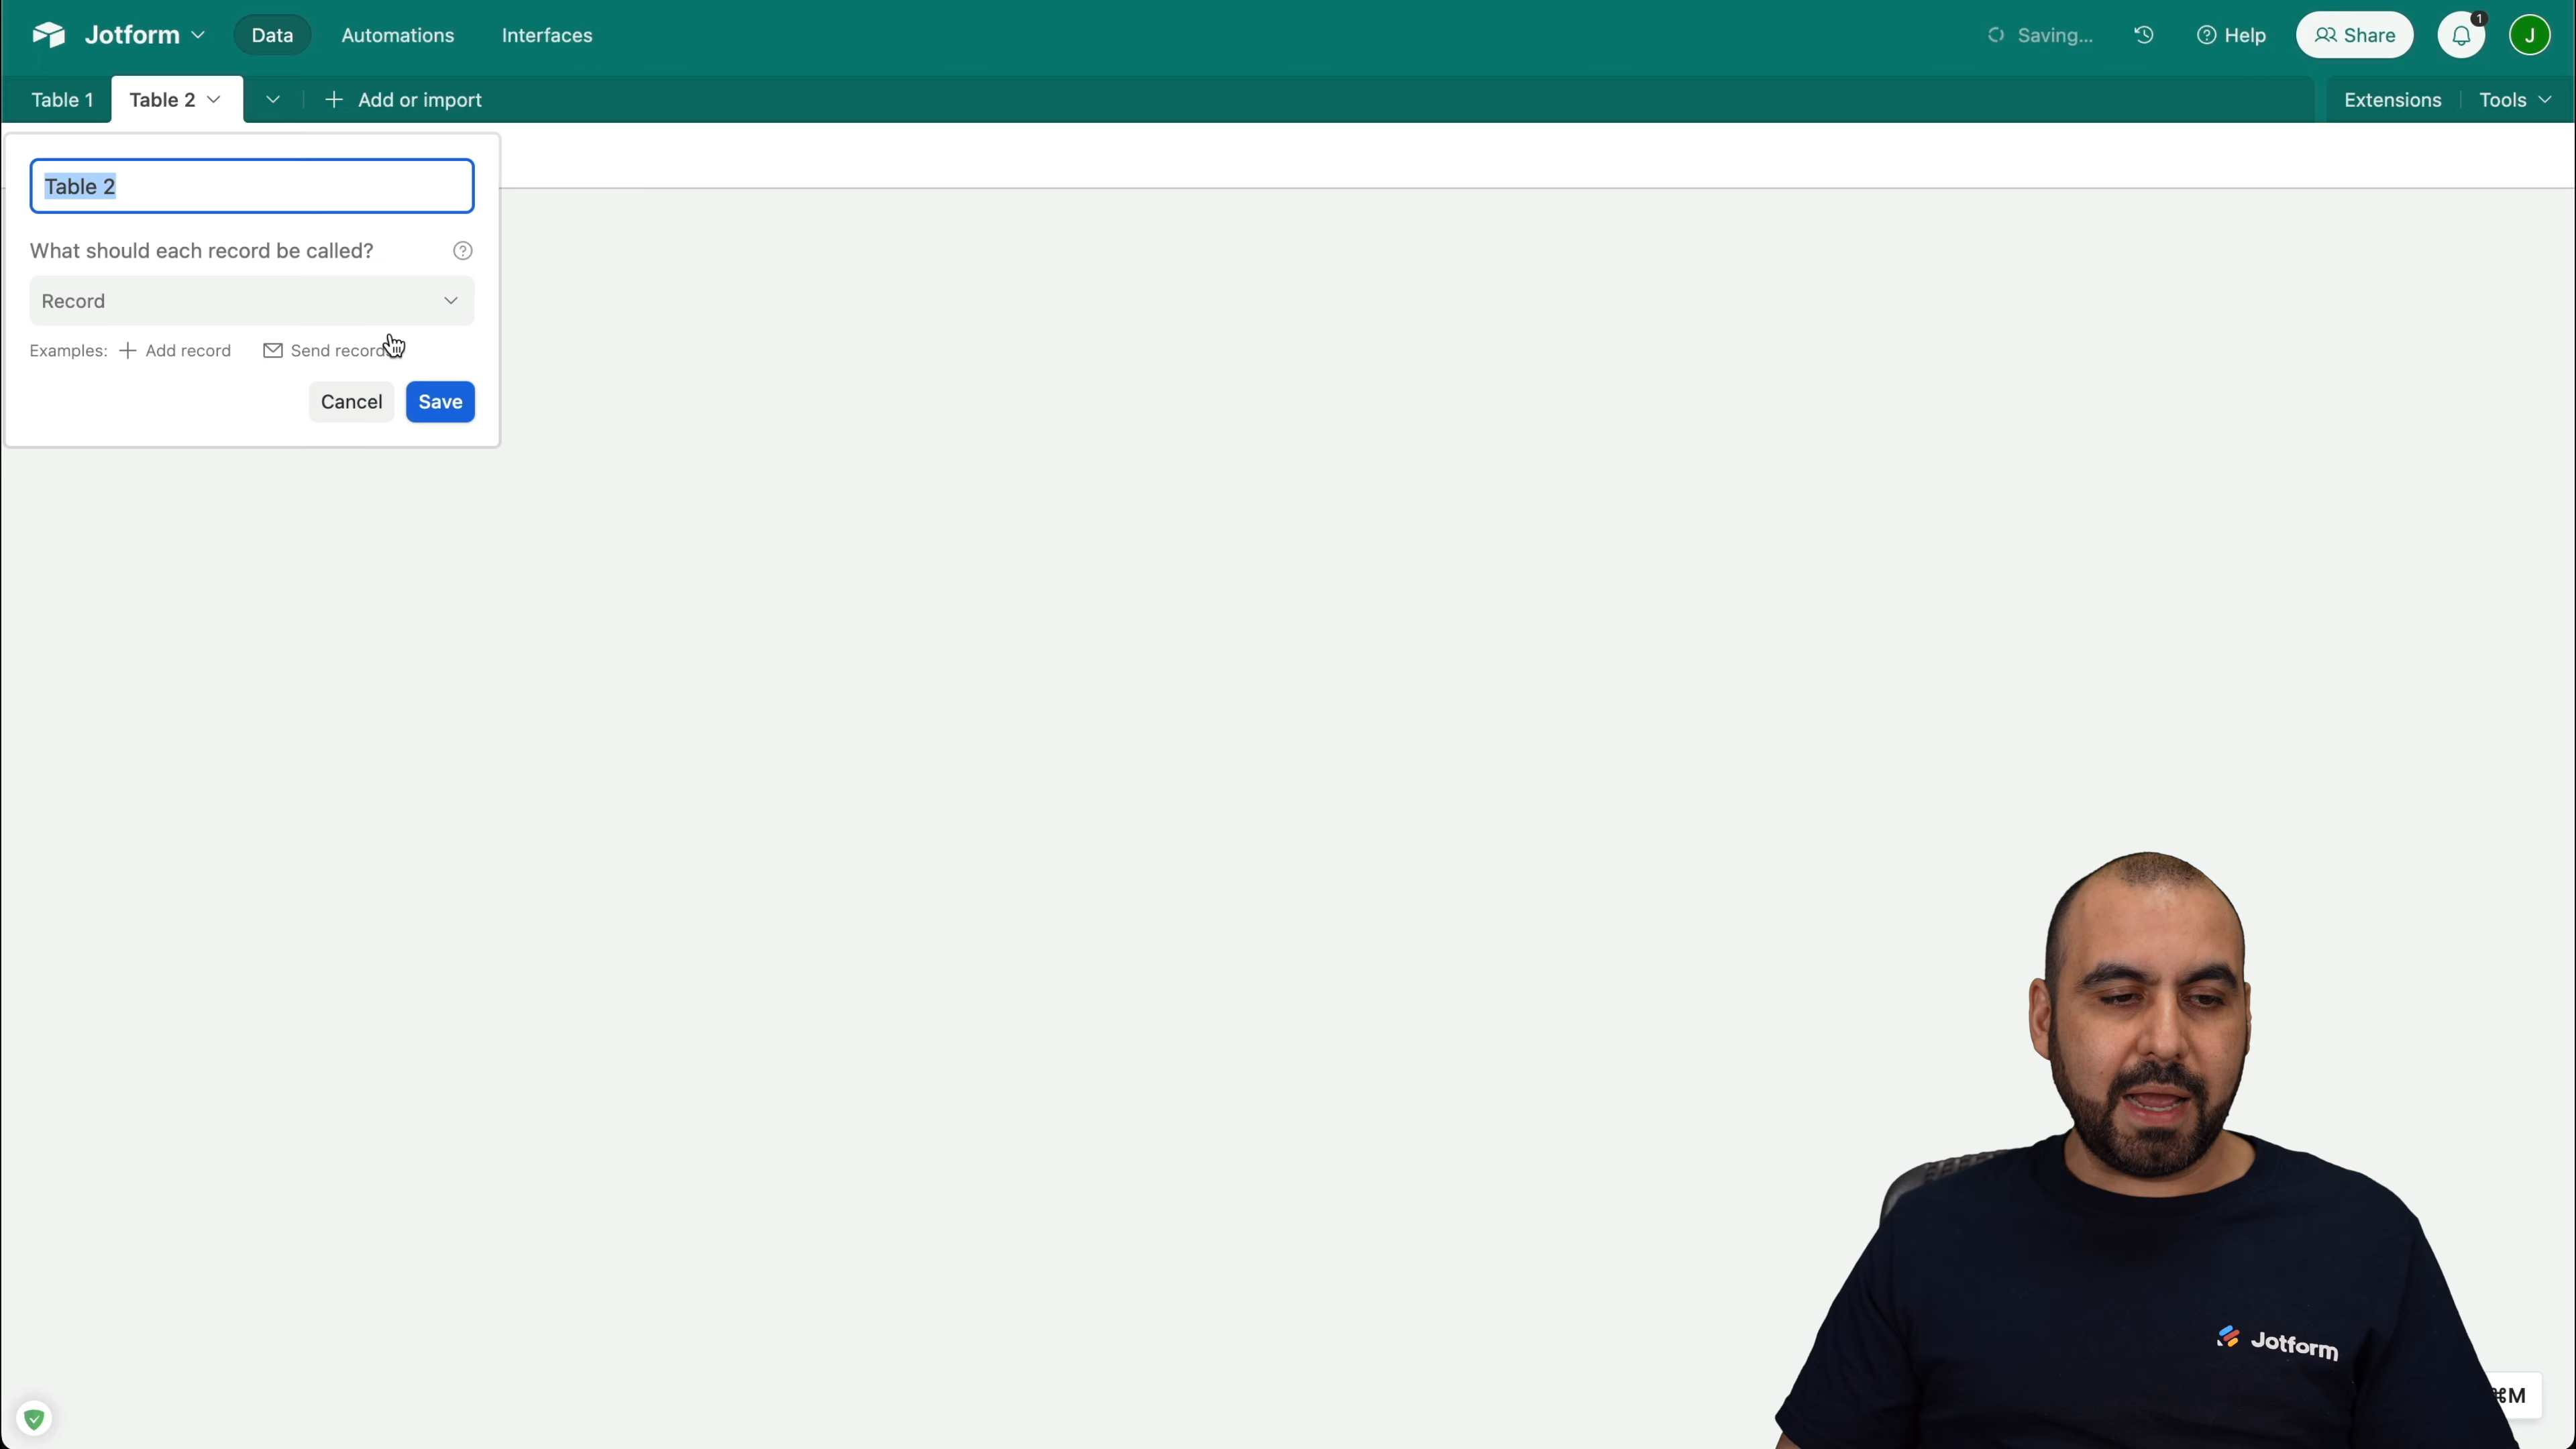 Jotform Data Automations Interfaces Saving... Help Share 1 J
Table 1 Table 2 Add or import Extensions Tools
Table 2
What should each record be called?
Record
Examples: Add record Send record
Cancel Save
Jotform
⌘M